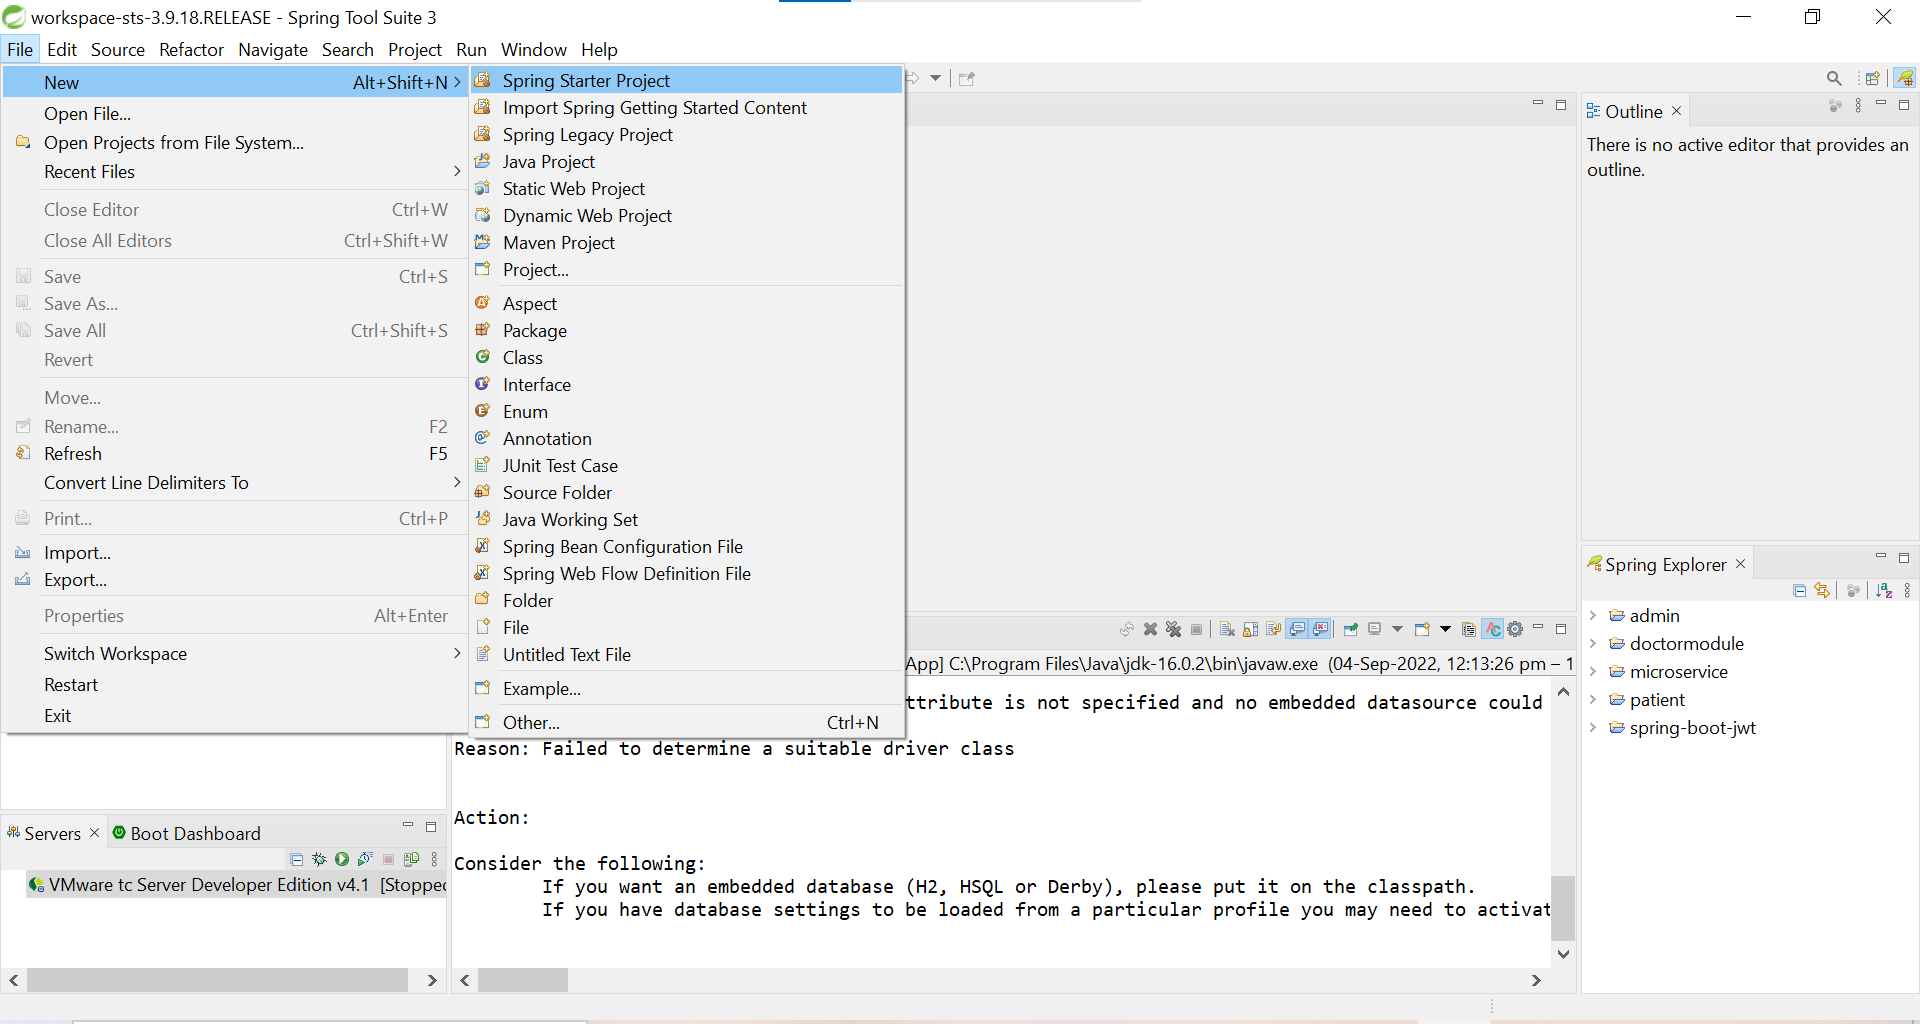 workspace-sts-3.9.18.RELEASE - Spring Tool Suite 3
File Edit Source Refactor Navigate Search Project Run Window Help
New Alt+Shift+N
Open File...
Open Projects from File System...
Recent Files
Close Editor Ctrl+W
Close All Editors Ctrl+Shift+W
Save Ctrl+S
Save As...
Save All Ctrl+Shift+S
Revert
Move...
Rename... F2
Refresh F5
Convert Line Delimiters To
Print... Ctrl+P
Import...
Export...
Properties Alt+Enter
Switch Workspace
Restart
Exit
Spring Starter Project
Import Spring Getting Started Content
Spring Legacy Project
Java Project
Static Web Project
Dynamic Web Project
Maven Project
Project...
Aspect
Package
Class
Interface
Enum
Annotation
JUnit Test Case
Source Folder
Java Working Set
Spring Bean Configuration File
Spring Web Flow Definition File
Folder
File
Untitled Text File
Example...
Other... Ctrl+N
Outline
There is no active editor that provides an
outline.
Spring Explorer
admin
doctormodule
microservice
patient
spring-boot-jwt
App] C:\Program Files\Java\jdk-16.0.2\bin\javaw.exe (04-Sep-2022, 12:13:26 pm – 1
ttribute is not specified and no embedded datasource could
Reason: Failed to determine a suitable driver class
Action:
Consider the following:
If you want an embedded database (H2, HSQL or Derby), please put it on the classpath.
If you have database settings to be loaded from a particular profile you may need to activat
Servers
Boot Dashboard
VMware tc Server Developer Edition v4.1 [Stopped